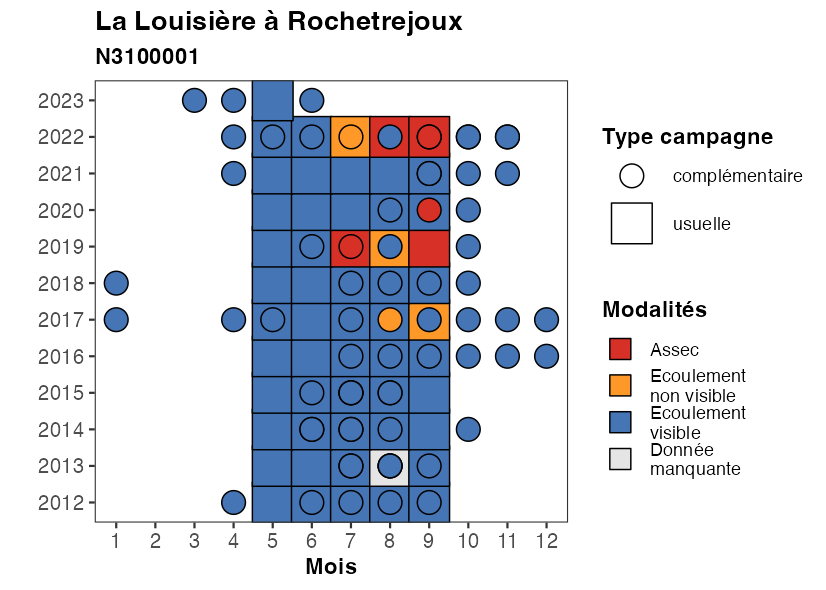 La Louisière à Rochetrejoux
N3100001
2023
2022
2021
2020
2019
2018
2017
2016
2015
2014
2013
2012
1 2 3 4 5 6 7 8 9 10 11 12
Mois
Type campagne
complémentaire
usuelle
Modalités
Assec
Ecoulement
non visible
Ecoulement
visible
Donnée
manquante